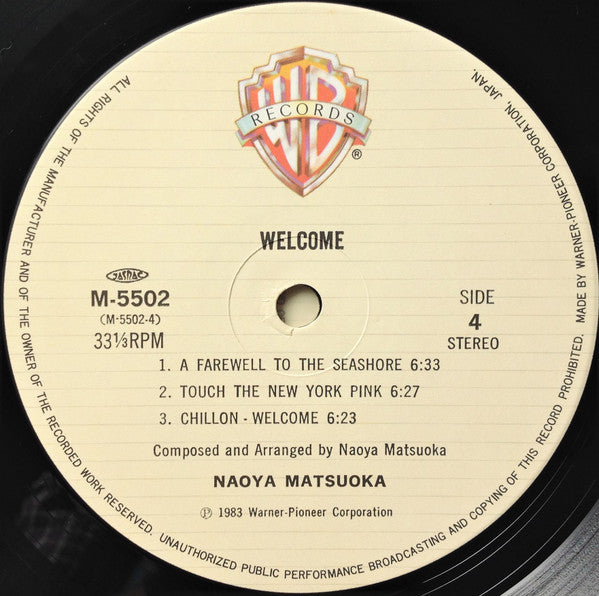 WB
RECORDS
®
WELCOME
JASRAC
M-5502
(M-5502-4)
33⅓RPM
SIDE
4
STEREO
1. A FAREWELL TO THE SEASHORE 6:33
2. TOUCH THE NEW YORK PINK 6:27
3. CHILLON - WELCOME 6:23
Composed and Arranged by Naoya Matsuoka
NAOYA MATSUOKA
Ⓟ 1983 Warner-Pioneer Corporation
ALL RIGHTS OF THE MANUFACTURER AND OF THE OWNER OF THE RECORDED WORK RESERVED. UNAUTHORIZED PUBLIC PERFORMANCE BROADCASTING AND COPYING OF THIS RECORD PROHIBITED. MADE BY WARNER-PIONEER CORPORATION, JAPAN.